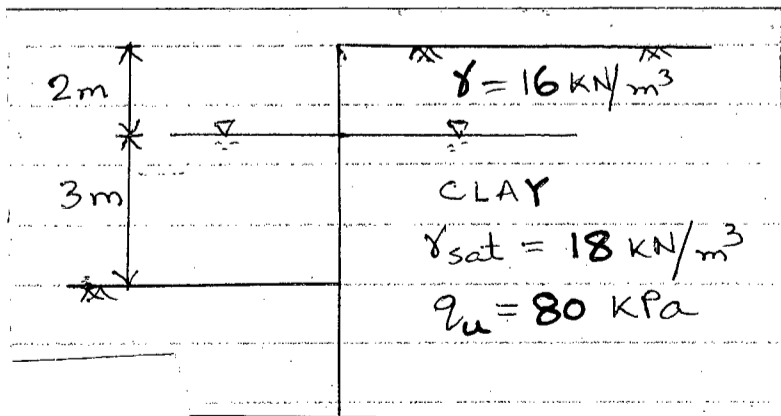 2m
γ = 16 KN/m³
3m
CLAY
γsat = 18 KN/m³
qu = 80 KPa